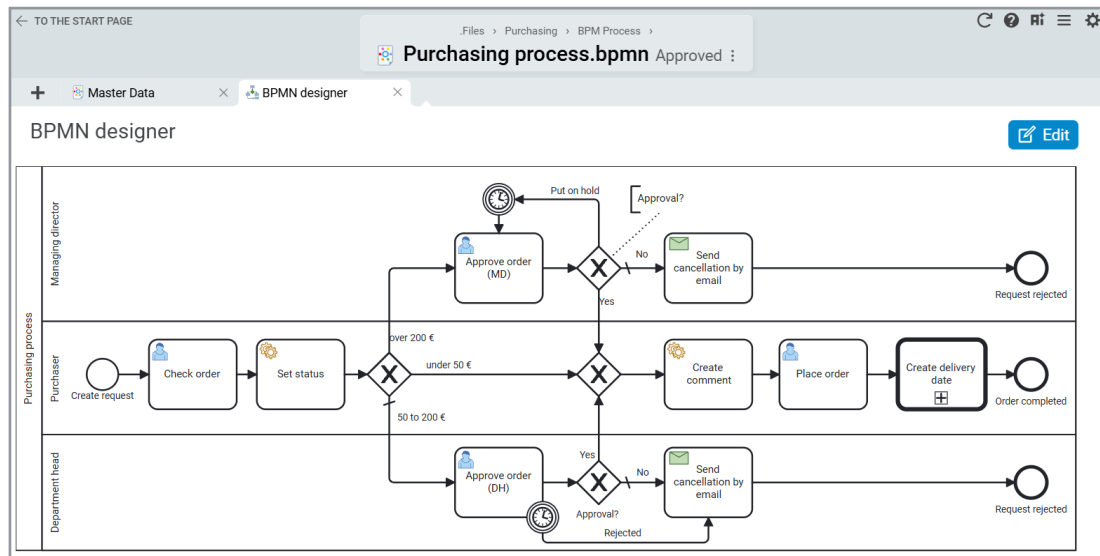 TO THE START PAGE
.Files › Purchasing › BPM Process ›
Purchasing process.bpmn Approved
Master Data
BPMN designer
BPMN designer
Edit
Purchasing process
Managing director
Put on hold
Approval?
Approve order
(MD)
No
Send
cancellation by
email
Request rejected
Yes
Purchaser
over 200 €
Create request
Check order
Set status
under 50 €
Create
comment
Place order
Create delivery
date
Order completed
50 to 200 €
Department head
Yes
Approve order
(DH)
No
Send
cancellation by
email
Approval?
Rejected
Request rejected